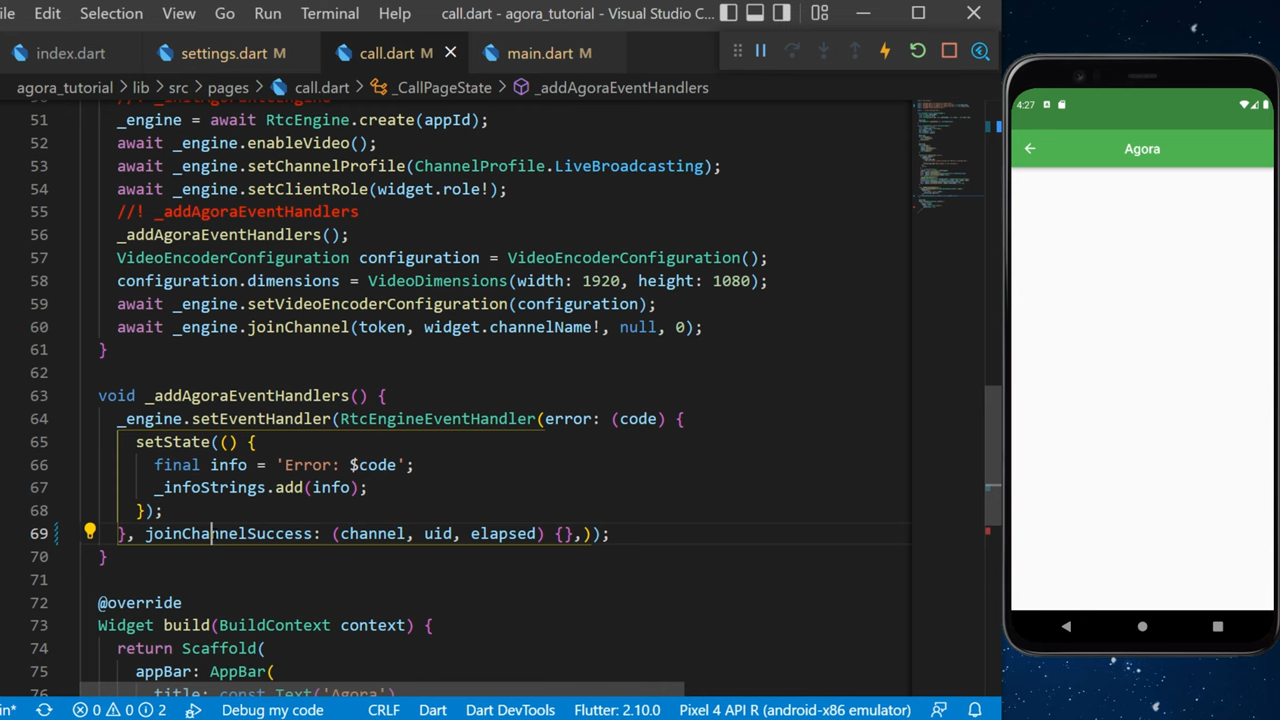 ile Edit Selection View Go Run Terminal Help call.dart - agora_tutorial - Visual Studio C...
index.dart settings.dart M call.dart M main.dart M
agora_tutorial > lib > src > pages > call.dart > _CallPageState > _addAgoraEventHandlers
51 _engine = await RtcEngine.create(appId);
52 await _engine.enableVideo();
53 await _engine.setChannelProfile(ChannelProfile.LiveBroadcasting);
54 await _engine.setClientRole(widget.role!);
55 //! _addAgoraEventHandlers
56 _addAgoraEventHandlers();
57 VideoEncoderConfiguration configuration = VideoEncoderConfiguration();
58 configuration.dimensions = VideoDimensions(width: 1920, height: 1080);
59 await _engine.setVideoEncoderConfiguration(configuration);
60 await _engine.joinChannel(token, widget.channelName!, null, 0);
61 }
62
63 void _addAgoraEventHandlers() {
64 _engine.setEventHandler(RtcEngineEventHandler(error: (code) {
65 setState(() {
66 final info = 'Error: $code';
67 _infoStrings.add(info);
68 });
69 }, joinChannelSuccess: (channel, uid, elapsed) {},));
70 }
71
72 @override
73 Widget build(BuildContext context) {
74 return Scaffold(
75 appBar: AppBar(
76 title: const Text('Agora')
in* 0 0 2 Debug my code CRLF Dart Dart DevTools Flutter: 2.10.0 Pixel 4 API R (android-x86 emulator)
4:27
Agora